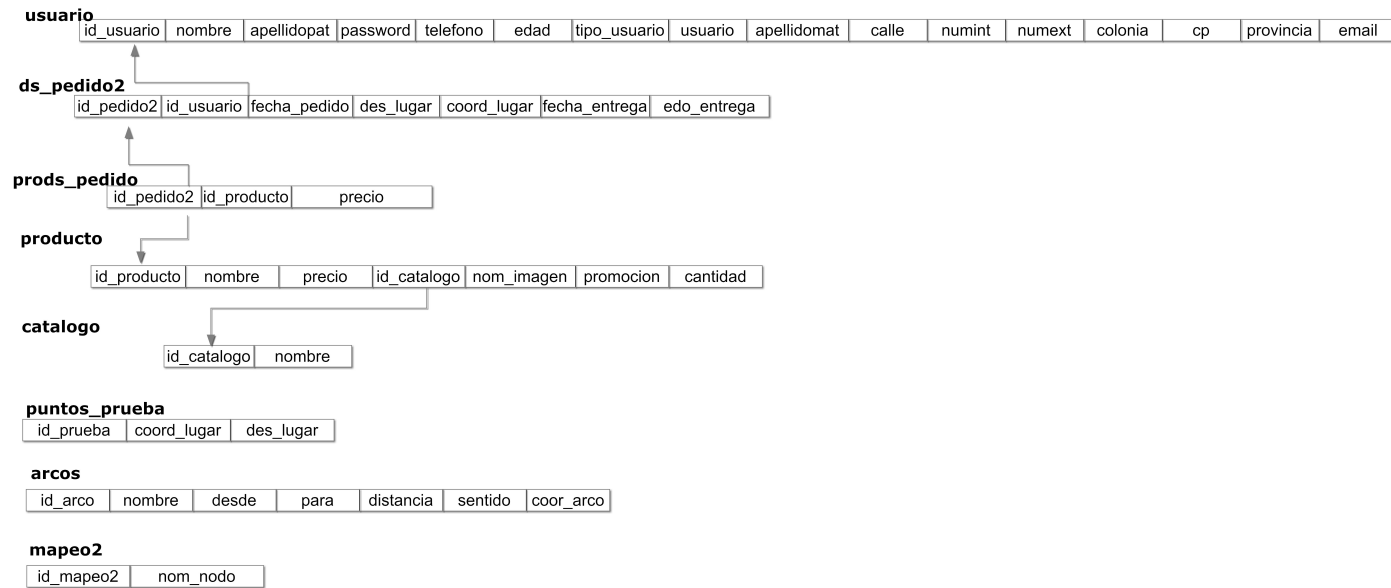 usuario
id_usuario nombre apellidopat password telefono edad tipo_usuario usuario apellidomat calle numint numext colonia cp provincia email
ds_pedido2
id_pedido2 id_usuario fecha_pedido des_lugar coord_lugar fecha_entrega edo_entrega
prods_pedido
id_pedido2 id_producto precio
producto
id_producto nombre precio id_catalogo nom_imagen promocion cantidad
catalogo
id_catalogo nombre
puntos_prueba
id_prueba coord_lugar des_lugar
arcos
id_arco nombre desde para distancia sentido coor_arco
mapeo2
id_mapeo2 nom_nodo